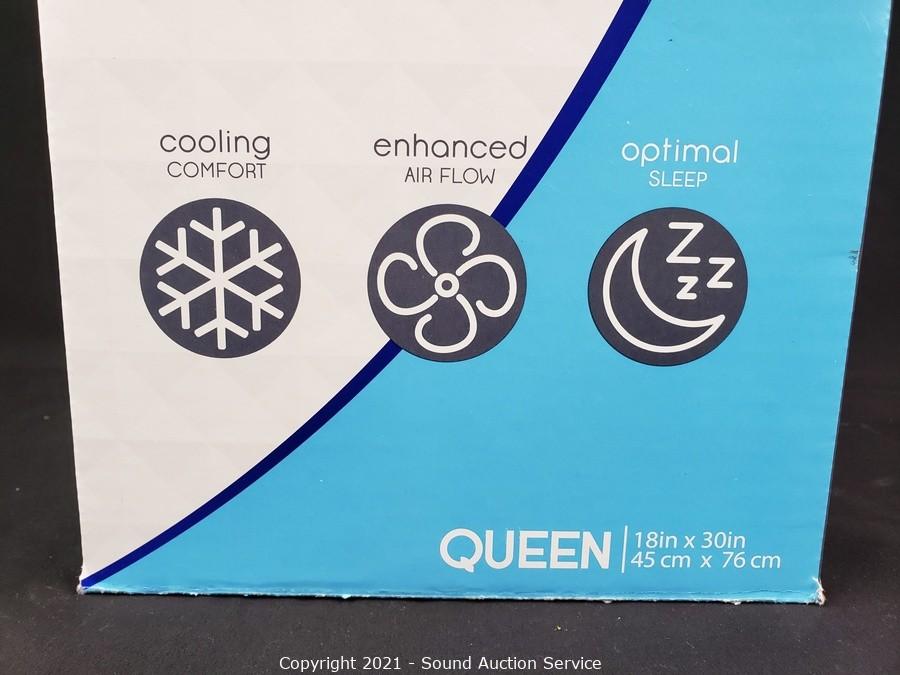 cooling
COMFORT
enhanced
AIR FLOW
optimal
SLEEP
Z
Z
Z
QUEEN
18in x 30in
45 cm x 76 cm
Copyright 2021 - Sound Auction Service